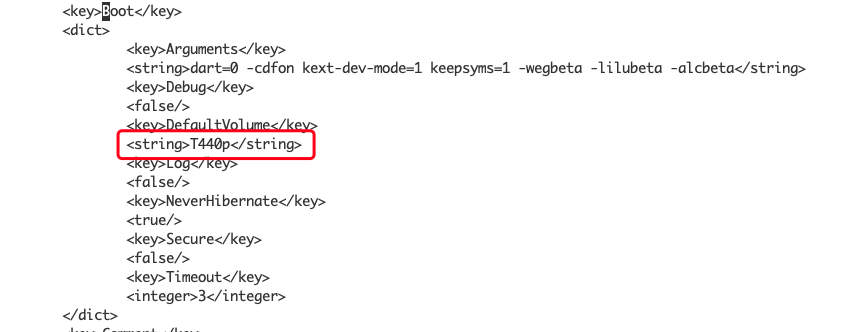 <key>Boot</key>
<dict>
<key>Arguments</key>
<string>dart=0 -cdfon kext-dev-mode=1 keepsyms=1 -wegbeta -lilubeta -alcbeta</string>
<key>Debug</key>
<false/>
<key>DefaultVolume</key>
<string>T440p</string>
<key>Log</key>
<false/>
<key>NeverHibernate</key>
<true/>
<key>Secure</key>
<false/>
<key>Timeout</key>
<integer>3</integer>
</dict>